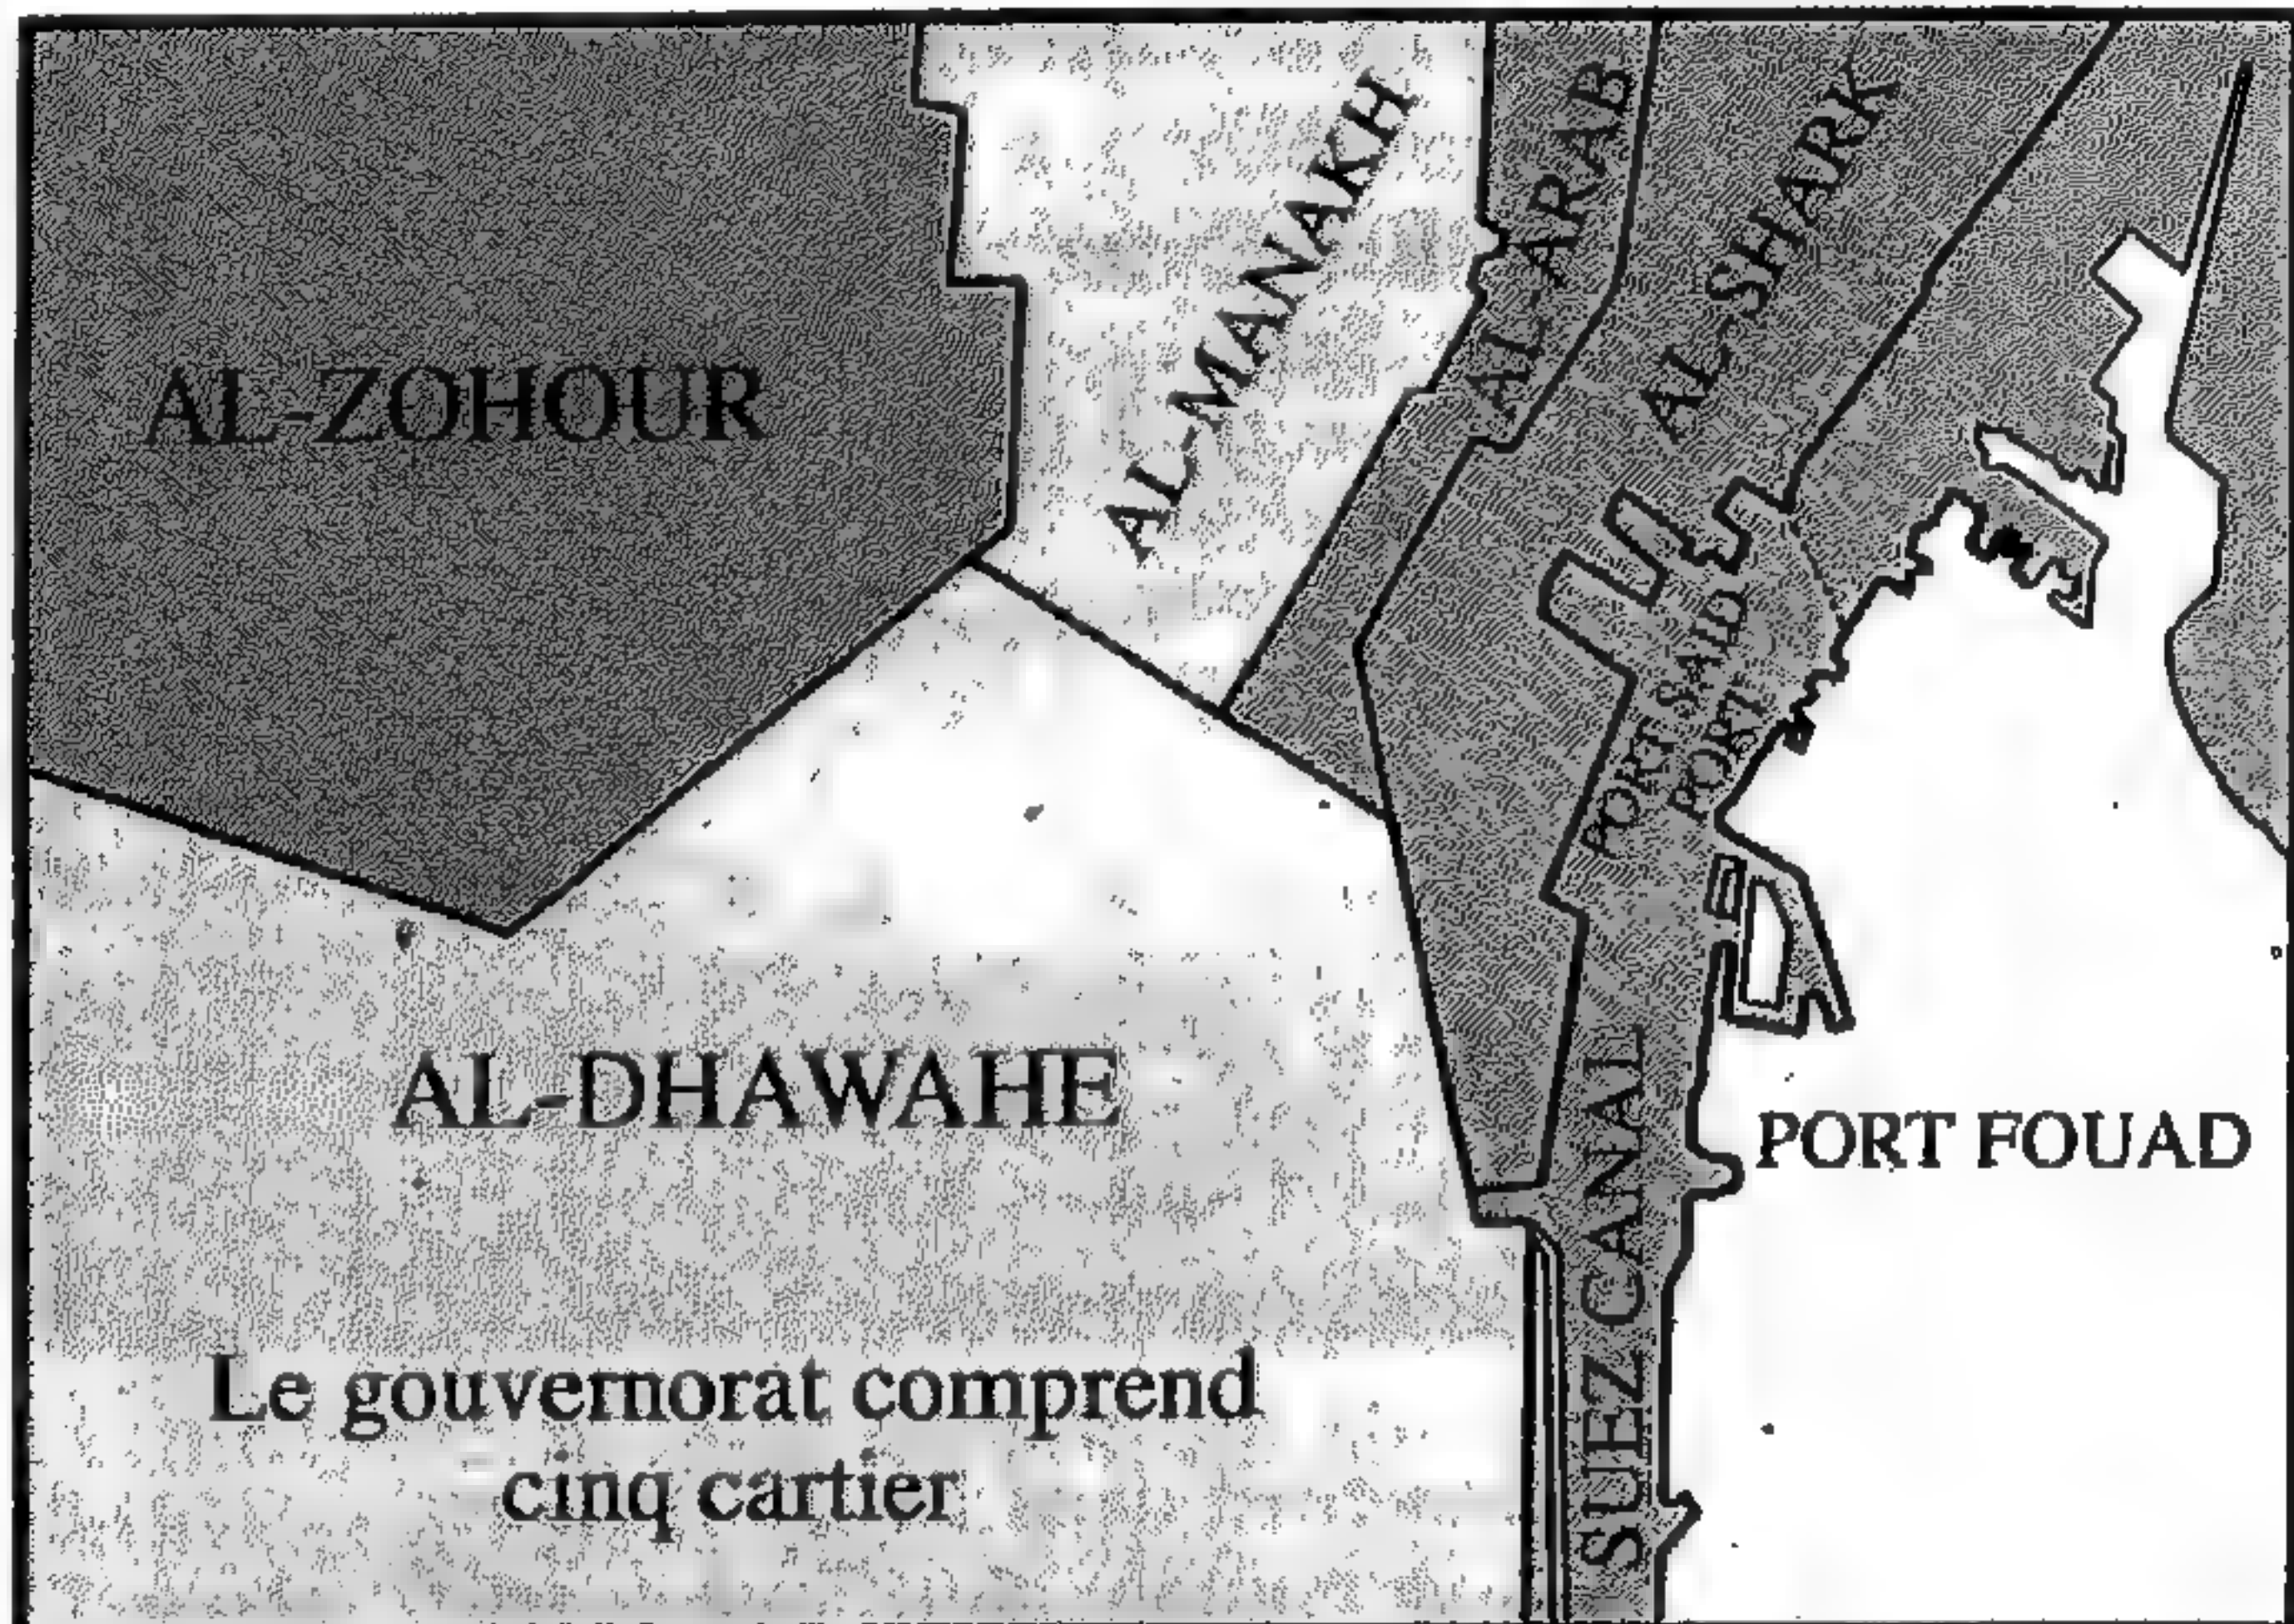 AL-ZOHOUR
AL-MANAKH
AL-ARAB
AL-SHARK
PORT SAID
PORT
AL-DHAWAHE
SUEZ CANAL
PORT FOUAD
Le gouvernorat comprend
cinq cartier